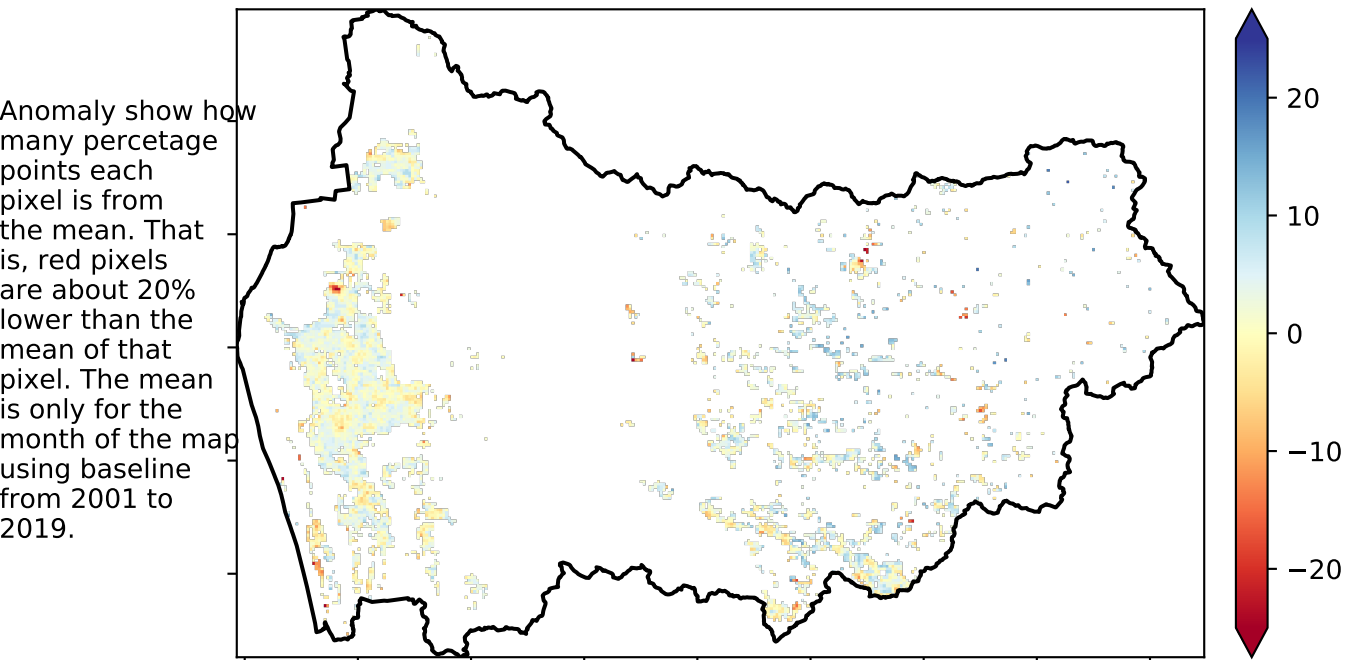 Anomaly show how
many percetage
points each
pixel is from
the mean. That
is, red pixels
are about 20%
lower than the
mean of that
pixel. The mean
is only for the
month of the map
using baseline
from 2001 to
2019.
20
10
0
−10
−20